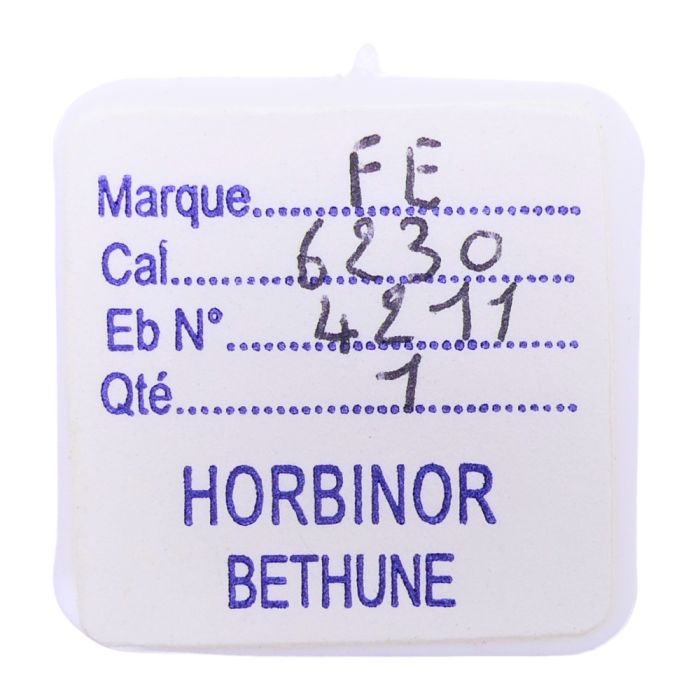 Marque FE
Cal 6230
Eb N° 4211
Qté 1
HORBINOR
BETHUNE